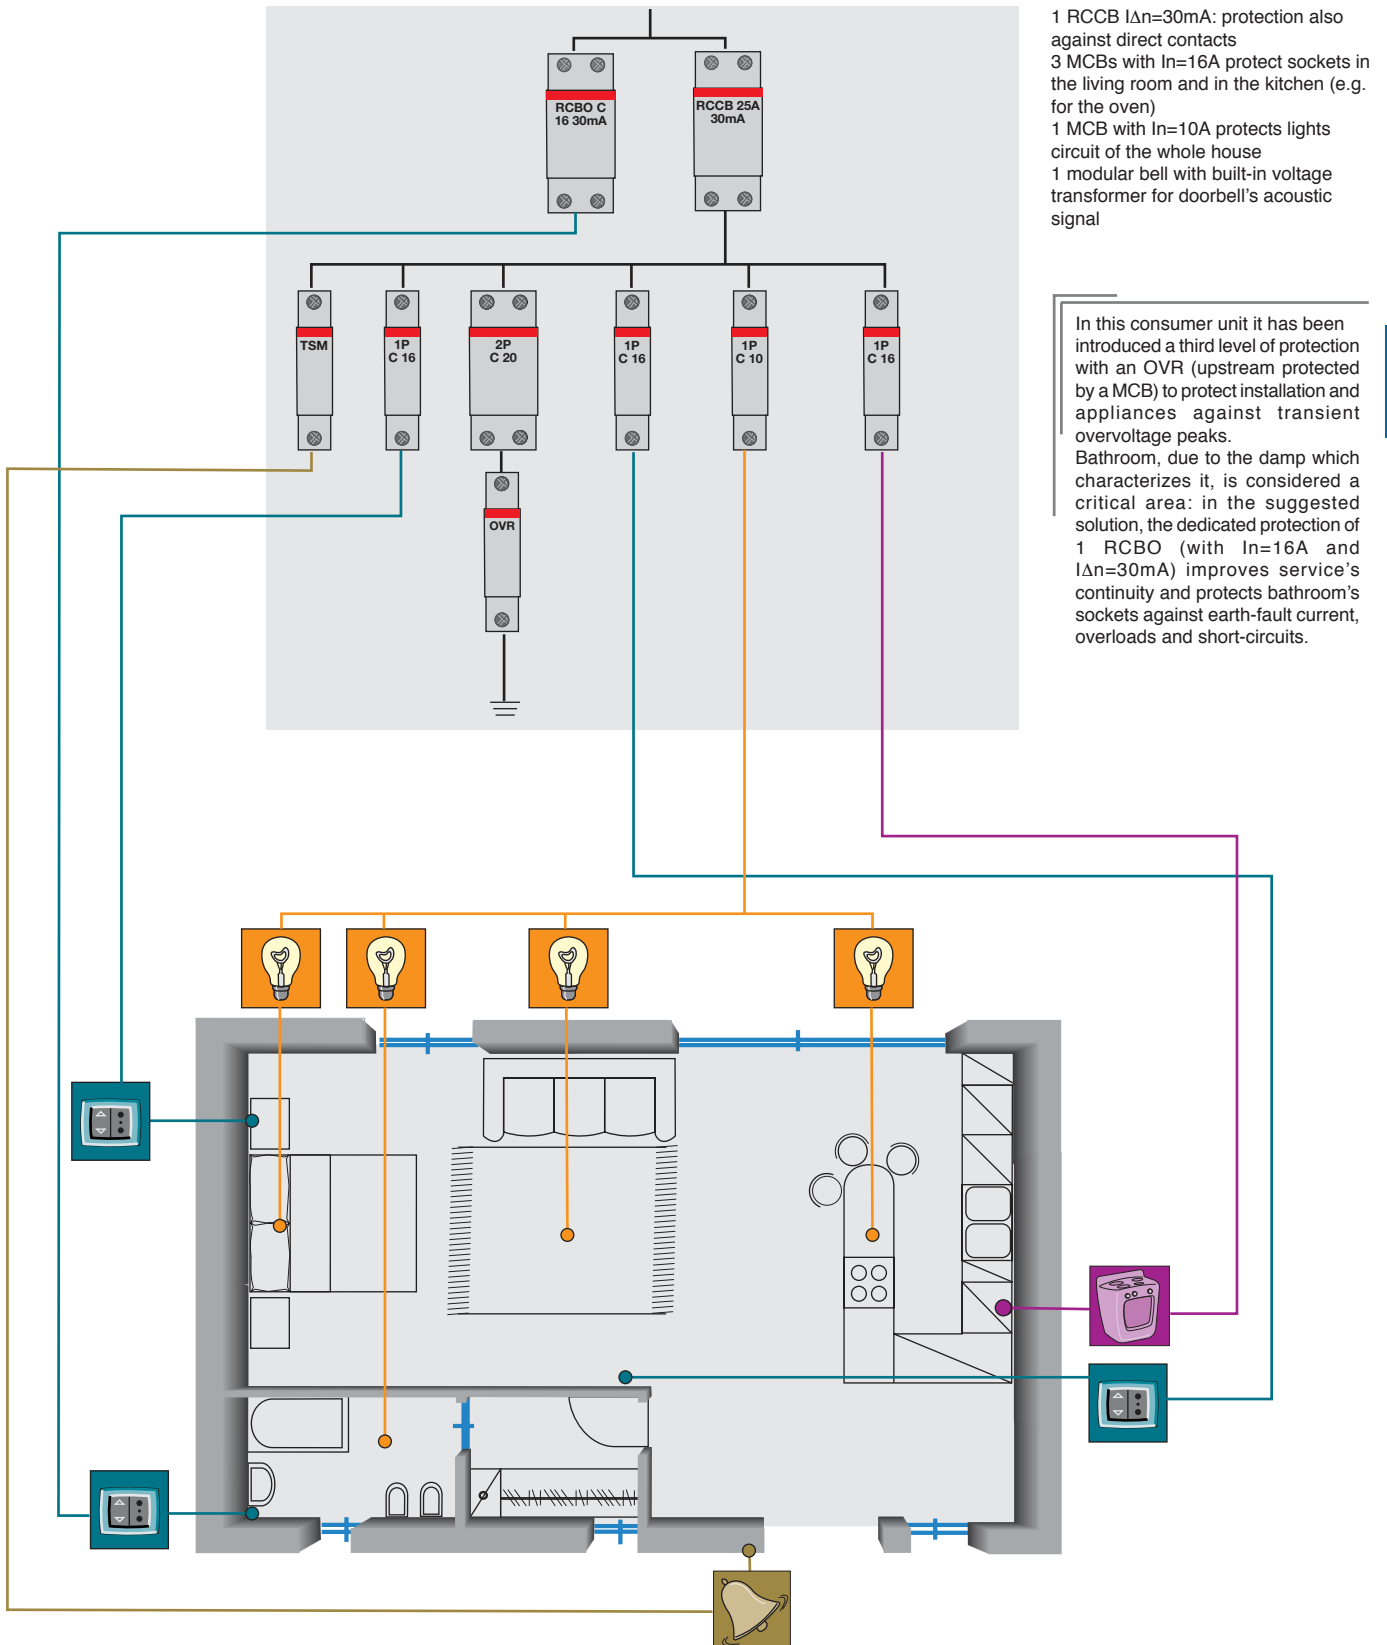 1 RCCB IΔn=30mA: protection also
against direct contacts
3 MCBs with In=16A protect sockets in
the living room and in the kitchen (e.g.
for the oven)
1 MCB with In=10A protects lights
circuit of the whole house
1 modular bell with built-in voltage
transformer for doorbell's acoustic
signal
RCBO C
16 30mA
RCCB 25A
30mA
TSM
1P
C 16
2P
C 20
1P
C 16
1P
C 10
1P
C 16
OVR
In this consumer unit it has been
introduced a third level of protection
with an OVR (upstream protected
by a MCB) to protect installation and
appliances against transient
overvoltage peaks.
Bathroom, due to the damp which
characterizes it, is considered a
critical area: in the suggested
solution, the dedicated protection of
1 RCBO (with In=16A and
IΔn=30mA) improves service's
continuity and protects bathroom's
sockets against earth-fault current,
overloads and short-circuits.